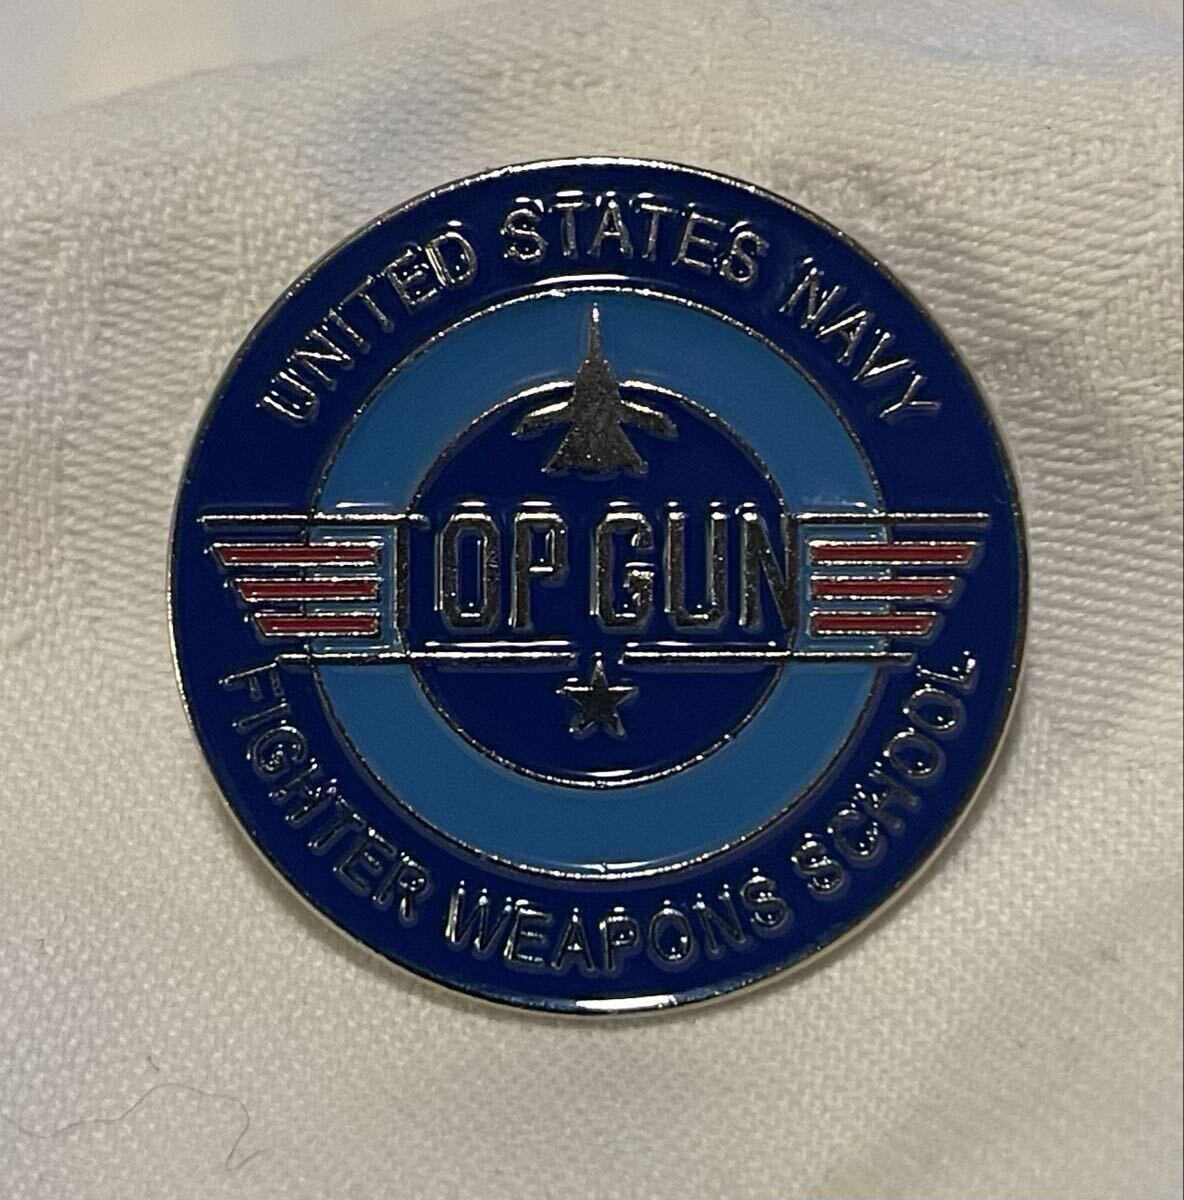 UNITED STATES NAVY
TOP GUN
FIGHTER WEAPONS SCHOOL